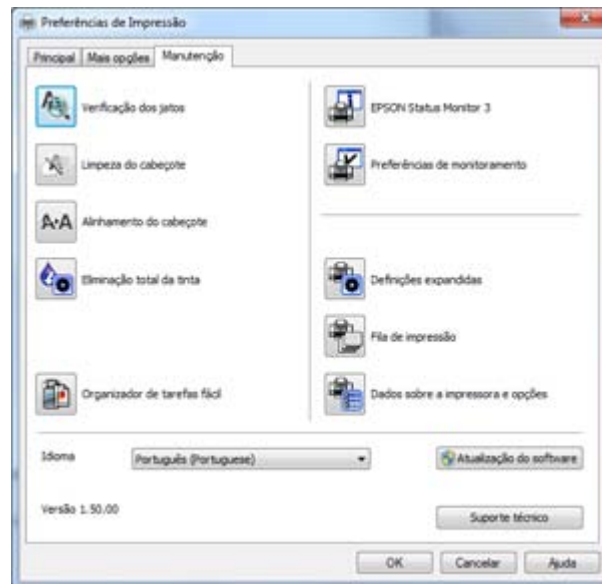 Preferências de Impressão
Principal
Mais opções
Manutenção
Verificação dos jatos
EPSON Status Monitor 3
Limpeza do cabeçote
Preferências de monitoramento
A·A
Alinhamento do cabeçote
Eliminação total da tinta
Definições expandidas
Fila de impressão
Organizador de tarefas fácil
Dados sobre a impressora e opções
Idioma
Português (Portuguese)
Atualização do software
Versão 1.50.00
Suporte técnico
OK
Cancelar
Ajuda